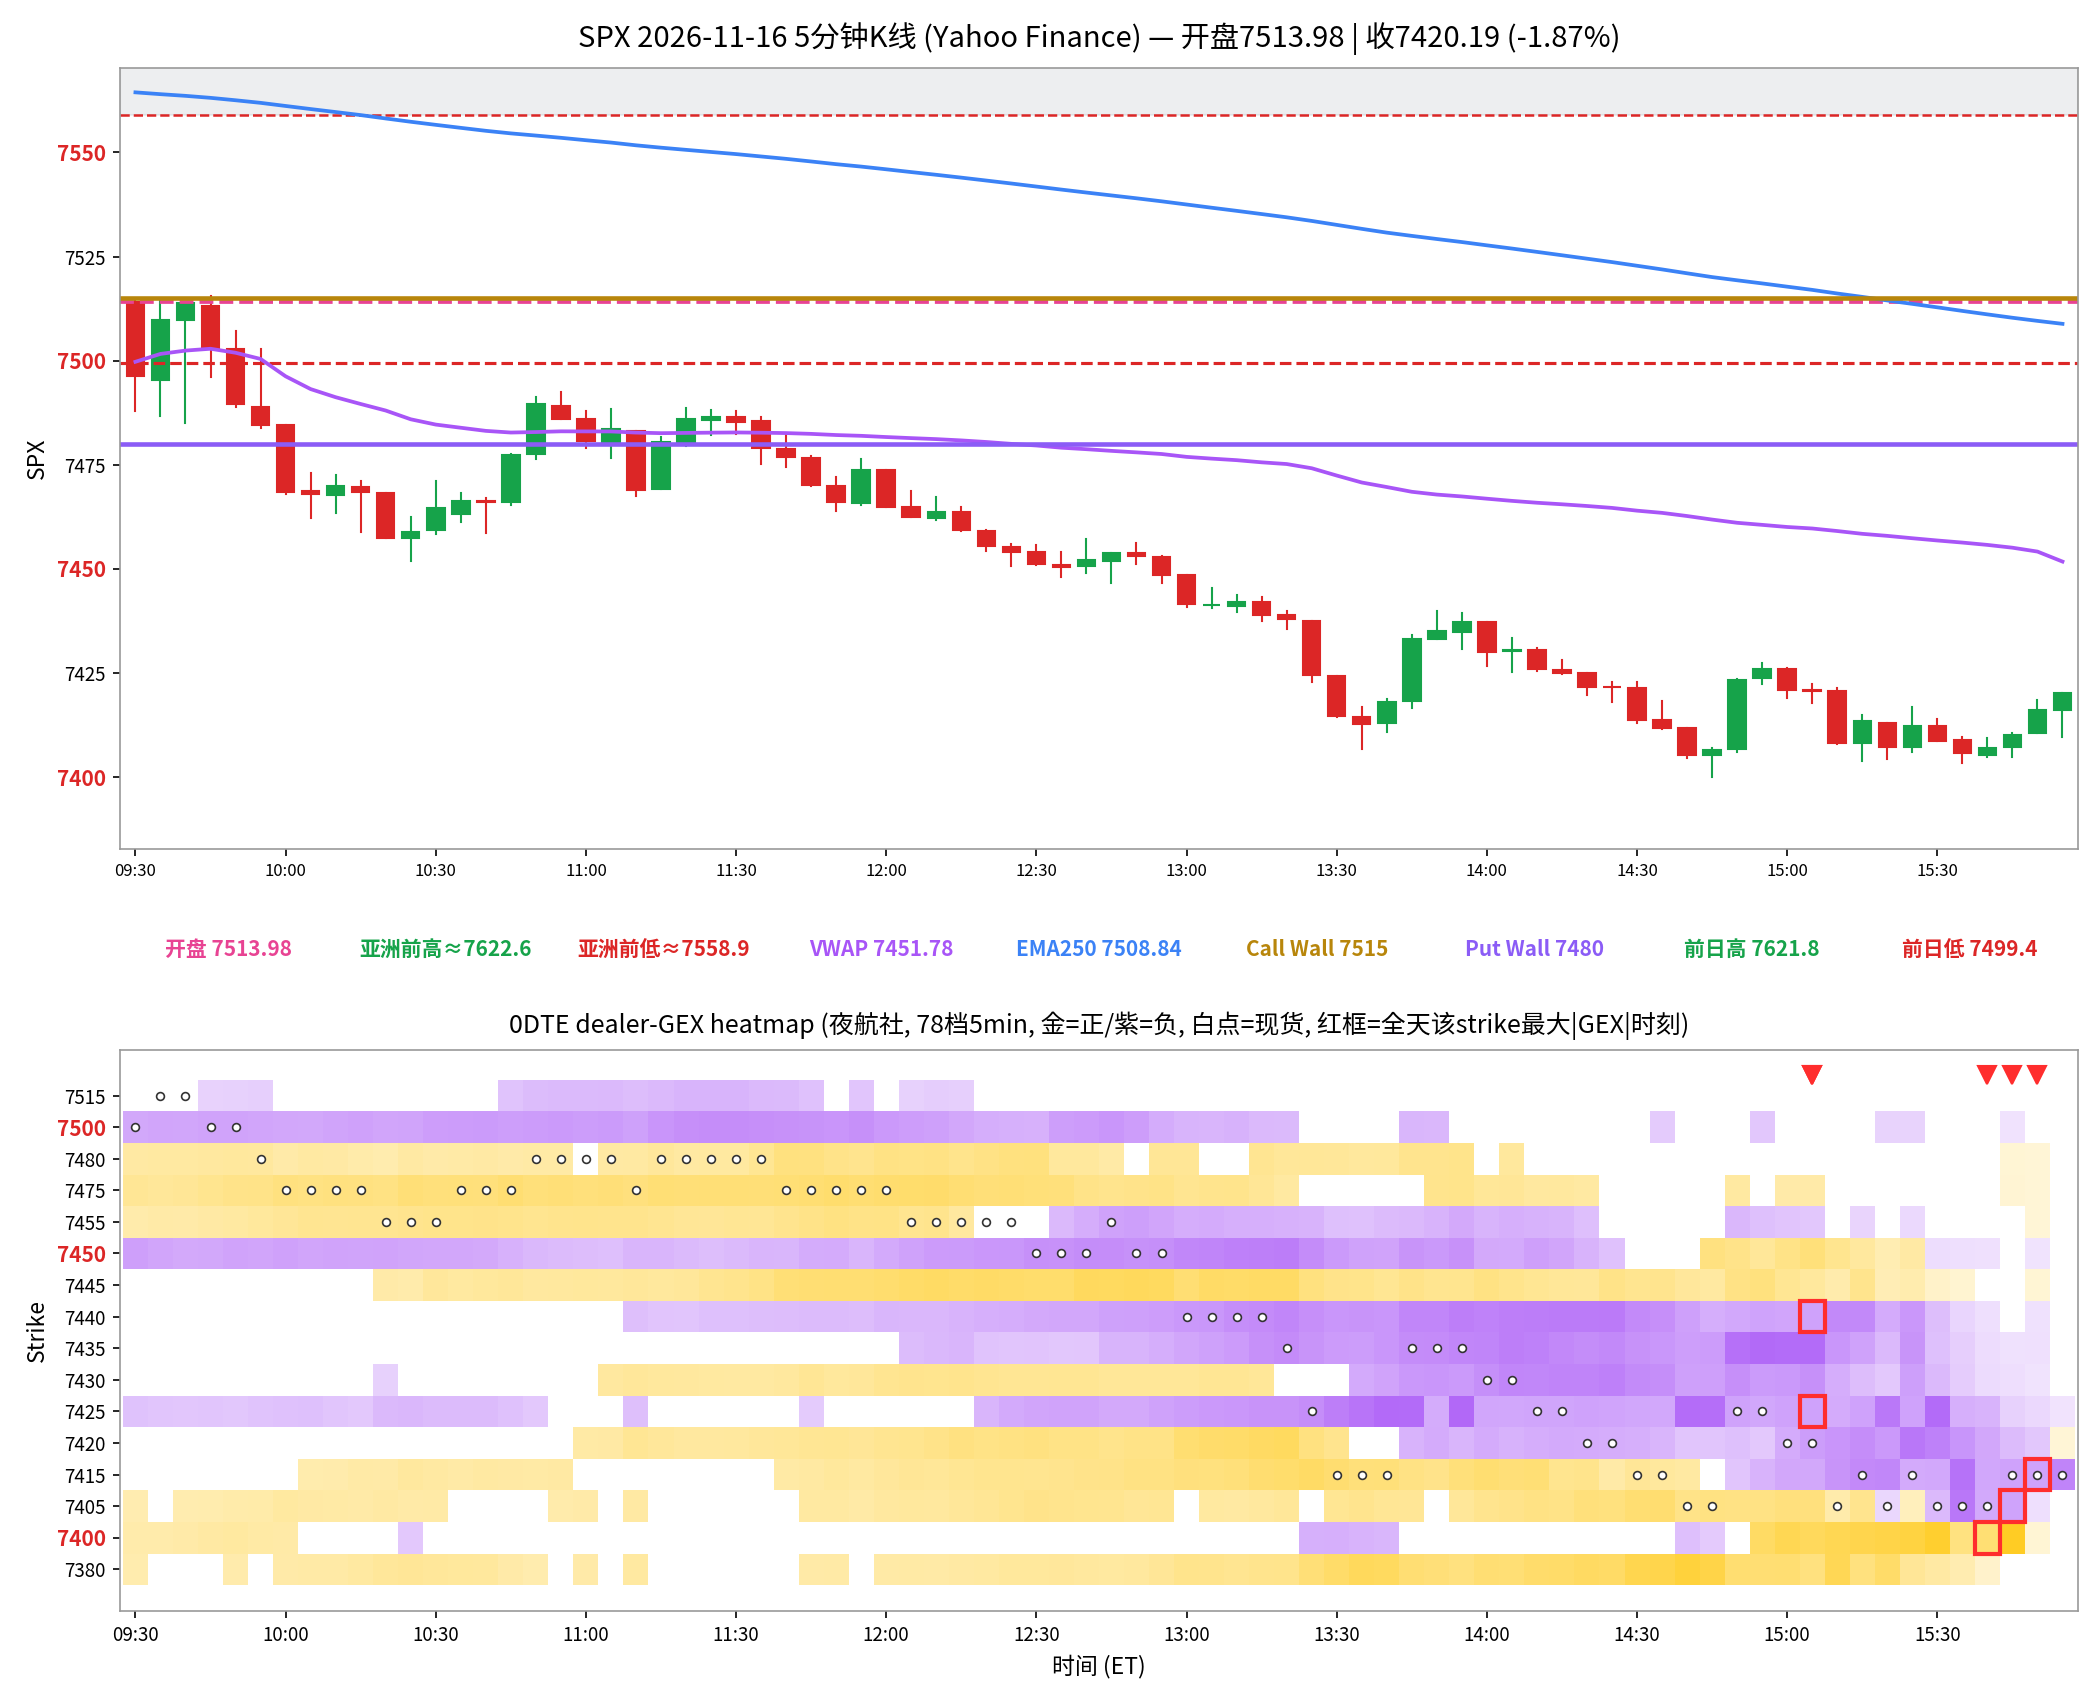 SPX 2026-11-16 5分钟K线 (Yahoo Finance) — 开盘7513.98 | 收7420.19 (-1.87%)
SPX
7550
7525
7500
7475
7450
7425
7400
09:30 10:00 10:30 11:00 11:30 12:00 12:30 13:00 13:30 14:00 14:30 15:00 15:30
开盘 7513.98 亚洲前高≈7622.6 亚洲前低≈7558.9 VWAP 7451.78 EMA250 7508.84 Call Wall 7515 Put Wall 7480 前日高 7621.8 前日低 7499.4
0DTE dealer-GEX heatmap (夜航社, 78档5min, 金=正/紫=负, 白点=现货, 红框=全天该strike最大|GEX|时刻)
Strike
7515
7500
7480
7475
7455
7450
7445
7440
7435
7430
7425
7420
7415
7405
7400
7380
09:30 10:00 10:30 11:00 11:30 12:00 12:30 13:00 13:30 14:00 14:30 15:00 15:30
时间 (ET)